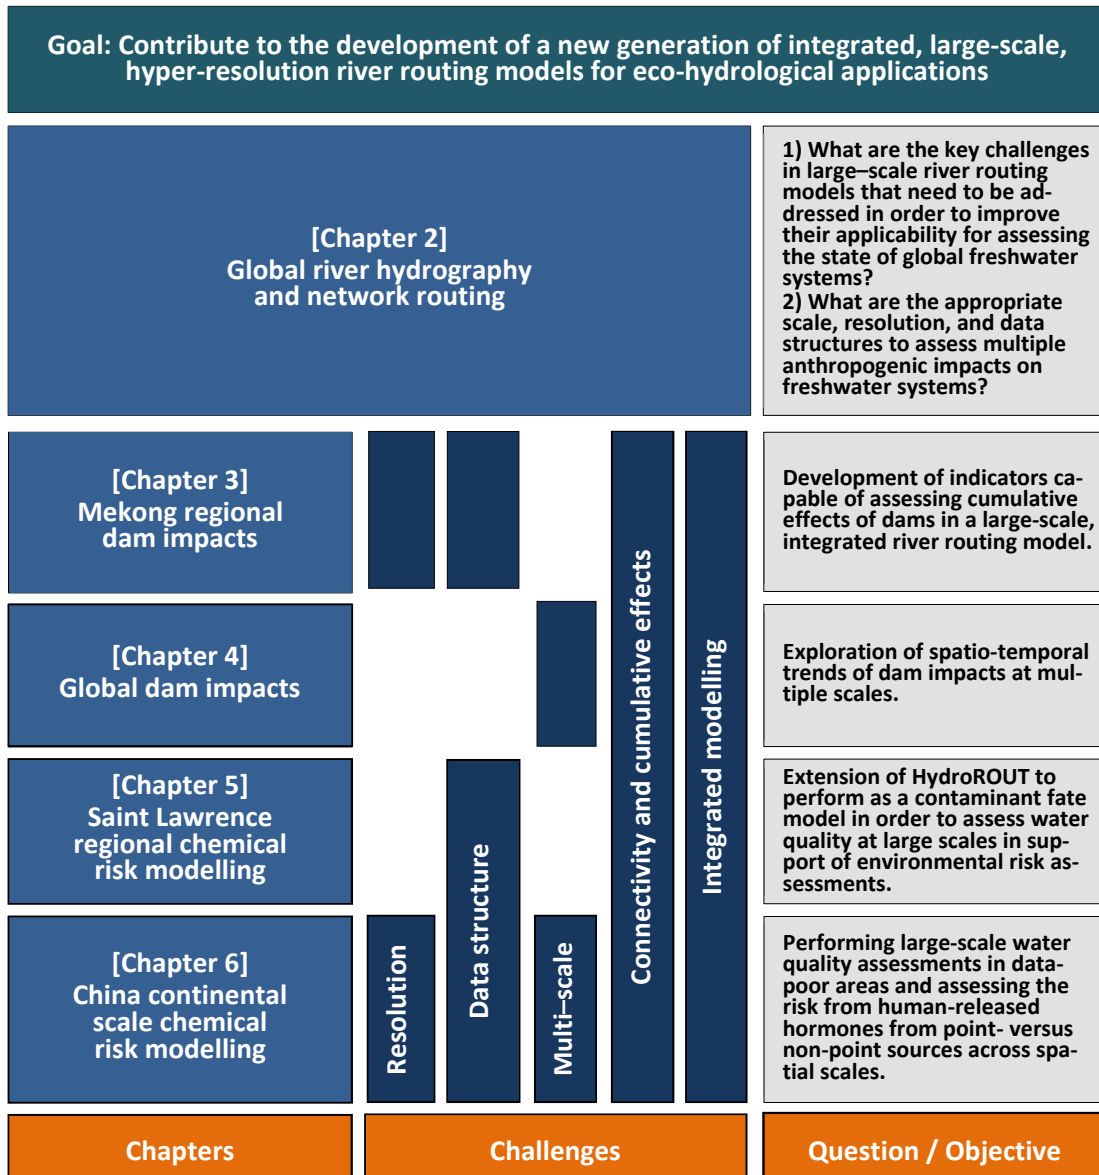 Goal: Contribute to the development of a new generation of integrated, large-scale,
hyper-resolution river routing models for eco-hydrological applications
[Chapter 2]
Global river hydrography
and network routing
1) What are the key challenges
in large–scale river routing
models that need to be ad-
dressed in order to improve
their applicability for assessing
the state of global freshwater
systems?
2) What are the appropriate
scale, resolution, and data
structures to assess multiple
anthropogenic impacts on
freshwater systems?
[Chapter 3]
Mekong regional
dam impacts
Development of indicators ca-
pable of assessing cumulative
effects of dams in a large-scale,
integrated river routing model.
[Chapter 4]
Global dam impacts
Exploration of spatio-temporal
trends of dam impacts at mul-
tiple scales.
[Chapter 5]
Saint Lawrence
regional chemical
risk modelling
Extension of HydroROUT to
perform as a contaminant fate
model in order to assess water
quality at large scales in sup-
port of environmental risk as-
sessments.
[Chapter 6]
China continental
scale chemical
risk modelling
Resolution
Data structure
Multi–scale
Connectivity and cumulative effects
Integrated modelling
Performing large-scale water
quality assessments in data-
poor areas and assessing the
risk from human-released
hormones from point- versus
non-point sources across spa-
tial scales.
Chapters
Challenges
Question / Objective